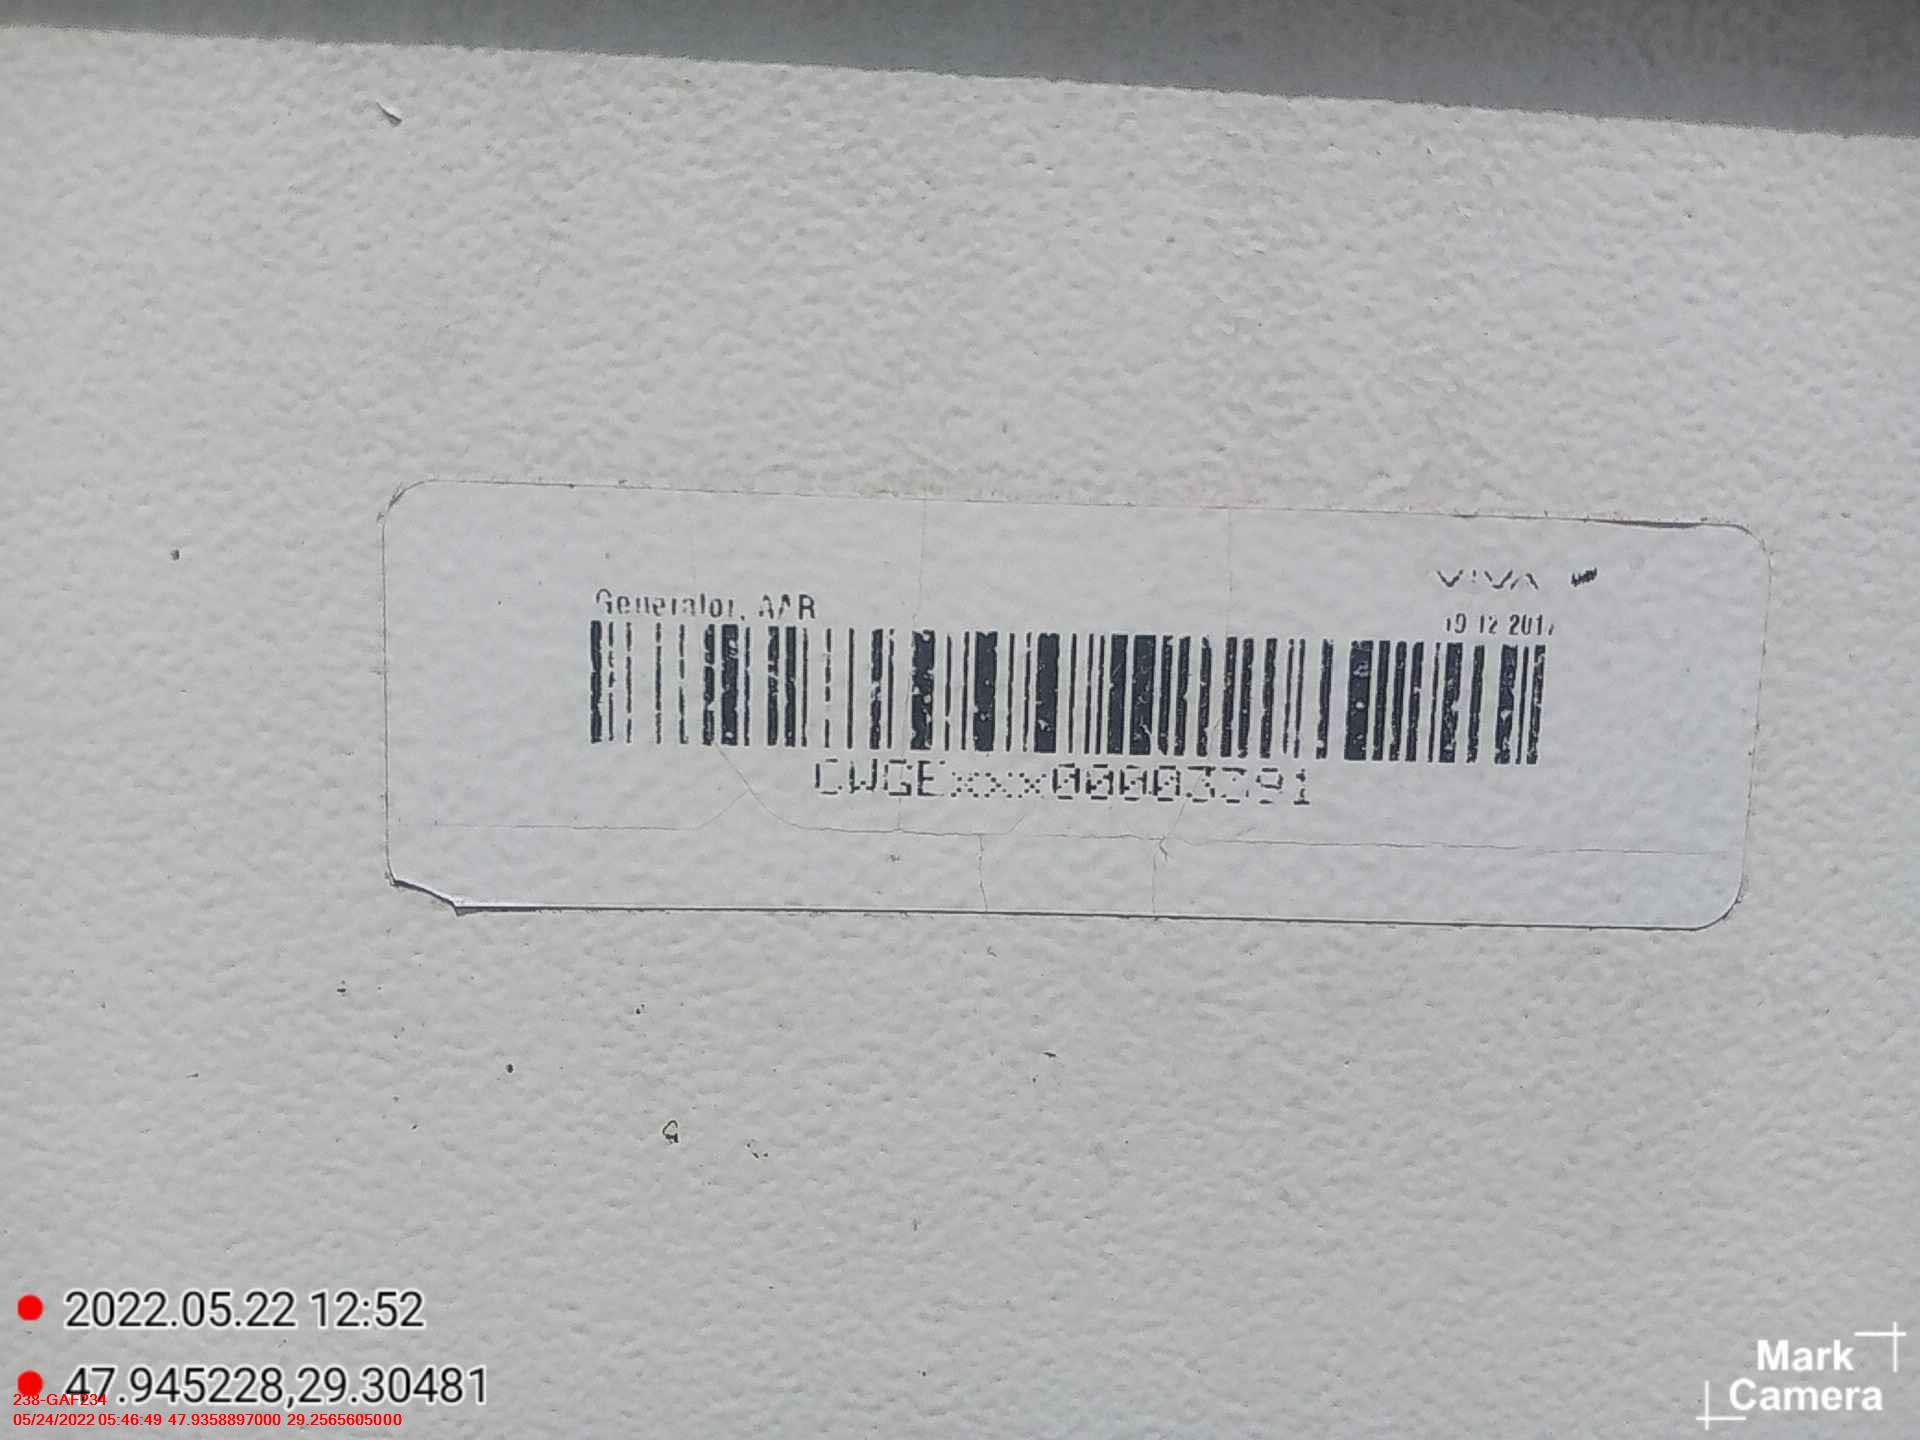 VIVA
Generator, AAR
19 12 2017
CWGExxx00003391
2022.05.22 12:52
47.945228,29.30481
238-GAF234
05/24/2022 05:46:49 47.9358897000 29.2565605000
Mark
Camera